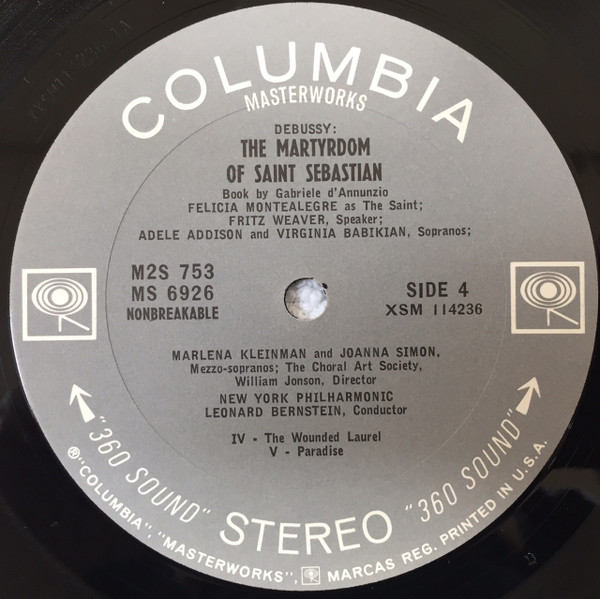 COLUMBIA
MASTERWORKS
DEBUSSY:
THE MARTYRDOM
OF SAINT SEBASTIAN
Book by Gabriele d'Annunzio
FELICIA MONTEALEGRE as The Saint;
FRITZ WEAVER, Speaker;
ADELE ADDISON and VIRGINIA BABIKIAN, Sopranos;
M2S 753
MS 6926
NONBREAKABLE
SIDE 4
XSM 114236
MARLENA KLEINMAN and JOANNA SIMON,
Mezzo-sopranos; The Choral Art Society,
William Jonson, Director
NEW YORK PHILHARMONIC
LEONARD BERNSTEIN, Conductor
IV - The Wounded Laurel
V - Paradise
"360 SOUND" STEREO "360 SOUND"
®"COLUMBIA", "MASTERWORKS", MARCAS REG. PRINTED IN U.S.A.